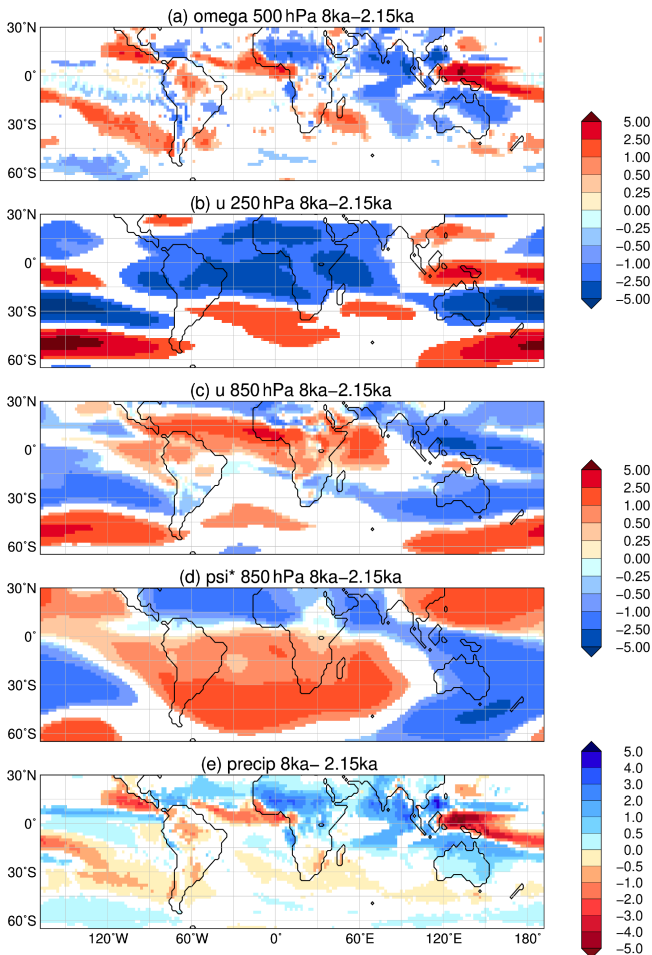 (a) omega 500 hPa 8ka−2.15ka
30°N
0°
30°S
60°S
5.00
2.50
1.00
0.50
0.25
0.00
−0.25
−0.50
−1.00
−2.50
−5.00
(b) u 250 hPa 8ka−2.15ka
30°N
0°
30°S
60°S
(c) u 850 hPa 8ka−2.15ka
30°N
0°
30°S
60°S
5.00
2.50
1.00
0.50
0.25
0.00
−0.25
−0.50
−1.00
−2.50
−5.00
(d) psi* 850 hPa 8ka−2.15ka
30°N
0°
30°S
60°S
(e) precip 8ka− 2.15ka
30°N
0°
30°S
60°S
120°W 60°W 0° 60°E 120°E 180°
5.0
4.0
3.0
2.0
1.0
0.5
0.0
−0.5
−1.0
−2.0
−3.0
−4.0
−5.0